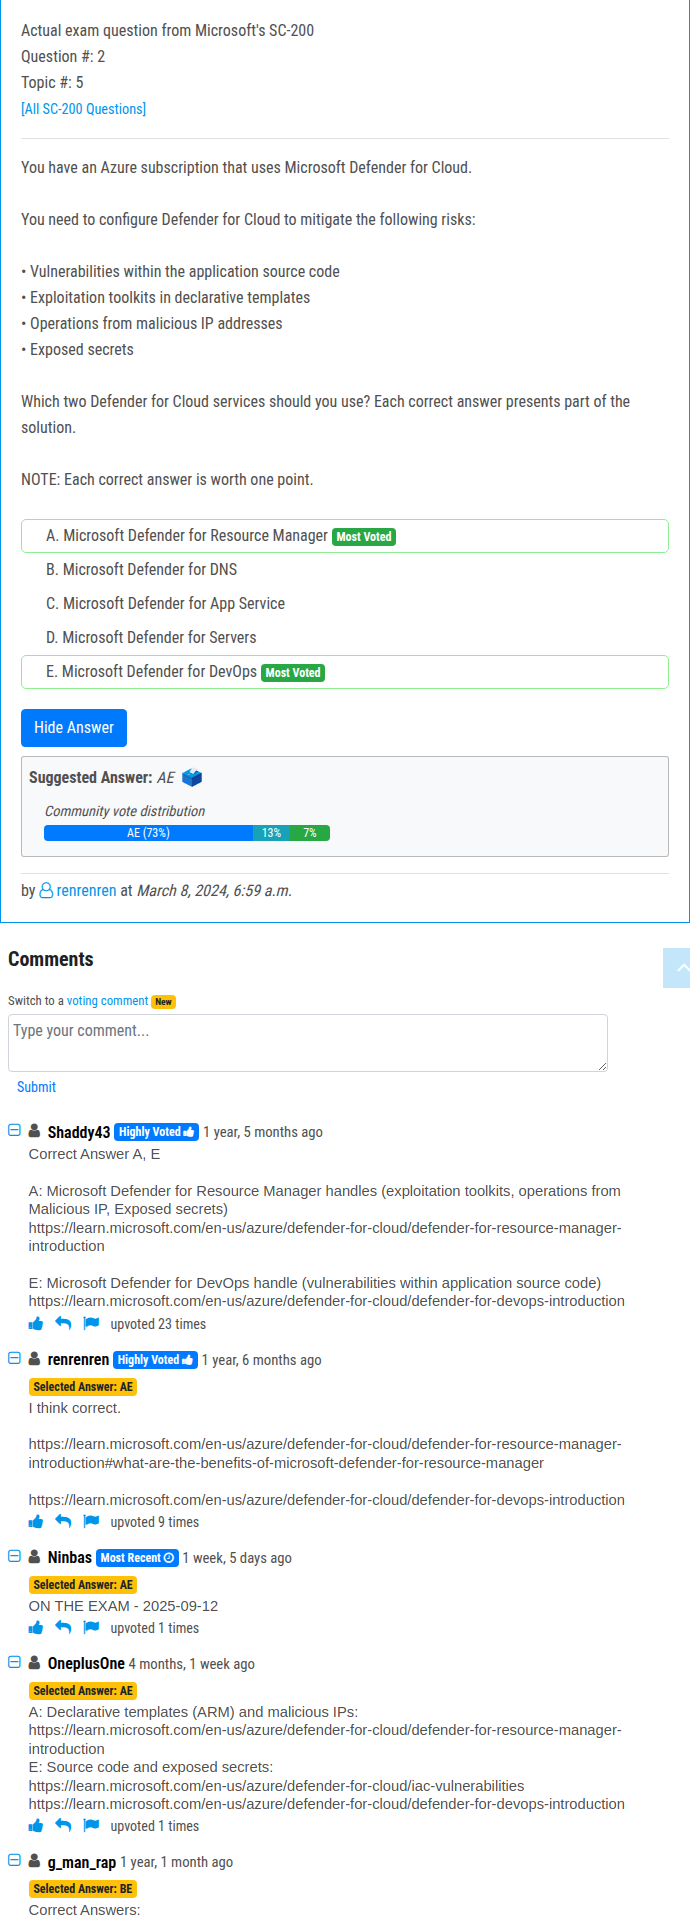 Actual exam question from Microsoft's SC-200
Question #: 2
Topic #: 5
[All SC-200 Questions]
You have an Azure subscription that uses Microsoft Defender for Cloud.
You need to configure Defender for Cloud to mitigate the following risks:
• Vulnerabilities within the application source code
• Exploitation toolkits in declarative templates
• Operations from malicious IP addresses
• Exposed secrets
Which two Defender for Cloud services should you use? Each correct answer presents part of the
solution.
NOTE: Each correct answer is worth one point.
A. Microsoft Defender for Resource Manager Most Voted
B. Microsoft Defender for DNS
C. Microsoft Defender for App Service
D. Microsoft Defender for Servers
E. Microsoft Defender for DevOps Most Voted
Hide Answer
Suggested Answer: AE
Community vote distribution
AE (73%) 13% 7%
by renrenren at March 8, 2024, 6:59 a.m.
Comments
Switch to a voting comment New
Type your comment...
Submit
Shaddy43 Highly Voted 1 year, 5 months ago
Correct Answer A, E
A: Microsoft Defender for Resource Manager handles (exploitation toolkits, operations from
Malicious IP, Exposed secrets)
https://learn.microsoft.com/en-us/azure/defender-for-cloud/defender-for-resource-manager-
introduction
E: Microsoft Defender for DevOps handle (vulnerabilities within application source code)
https://learn.microsoft.com/en-us/azure/defender-for-cloud/defender-for-devops-introduction
upvoted 23 times
renrenren Highly Voted 1 year, 6 months ago
Selected Answer: AE
I think correct.
https://learn.microsoft.com/en-us/azure/defender-for-cloud/defender-for-resource-manager-
introduction#what-are-the-benefits-of-microsoft-defender-for-resource-manager
https://learn.microsoft.com/en-us/azure/defender-for-cloud/defender-for-devops-introduction
upvoted 9 times
Ninbas Most Recent 1 week, 5 days ago
Selected Answer: AE
ON THE EXAM - 2025-09-12
upvoted 1 times
OneplusOne 4 months, 1 week ago
Selected Answer: AE
A: Declarative templates (ARM) and malicious IPs:
https://learn.microsoft.com/en-us/azure/defender-for-cloud/defender-for-resource-manager-
introduction
E: Source code and exposed secrets:
https://learn.microsoft.com/en-us/azure/defender-for-cloud/iac-vulnerabilities
https://learn.microsoft.com/en-us/azure/defender-for-cloud/defender-for-devops-introduction
upvoted 1 times
g_man_rap 1 year, 1 month ago
Selected Answer: BE
Correct Answers: